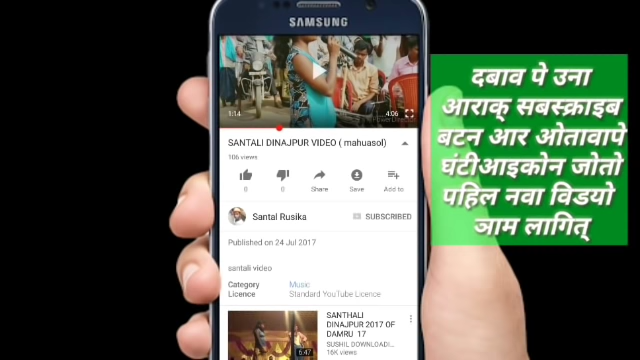 SAMSUNG
1:14
4:06
SANTALI DINAJPUR VIDEO ( mahuasol)
106 views
0
0
Share
Save
Add to
Santal Rusika
SUBSCRIBED
Published on 24 Jul 2017
santali video
Category Music
Licence Standard YouTube Licence
SANTHALI
DINAJPUR 2017 OF
DAMRU 17
SUSHIL DOWNLOADI...
16K views
6:47
दबाव पे उना
आराक् सबस्क्राइब
बटन आर ओतावापे
घंटीआइकोन जोतो
पहिल नवा विडयो
ञाम लागित्